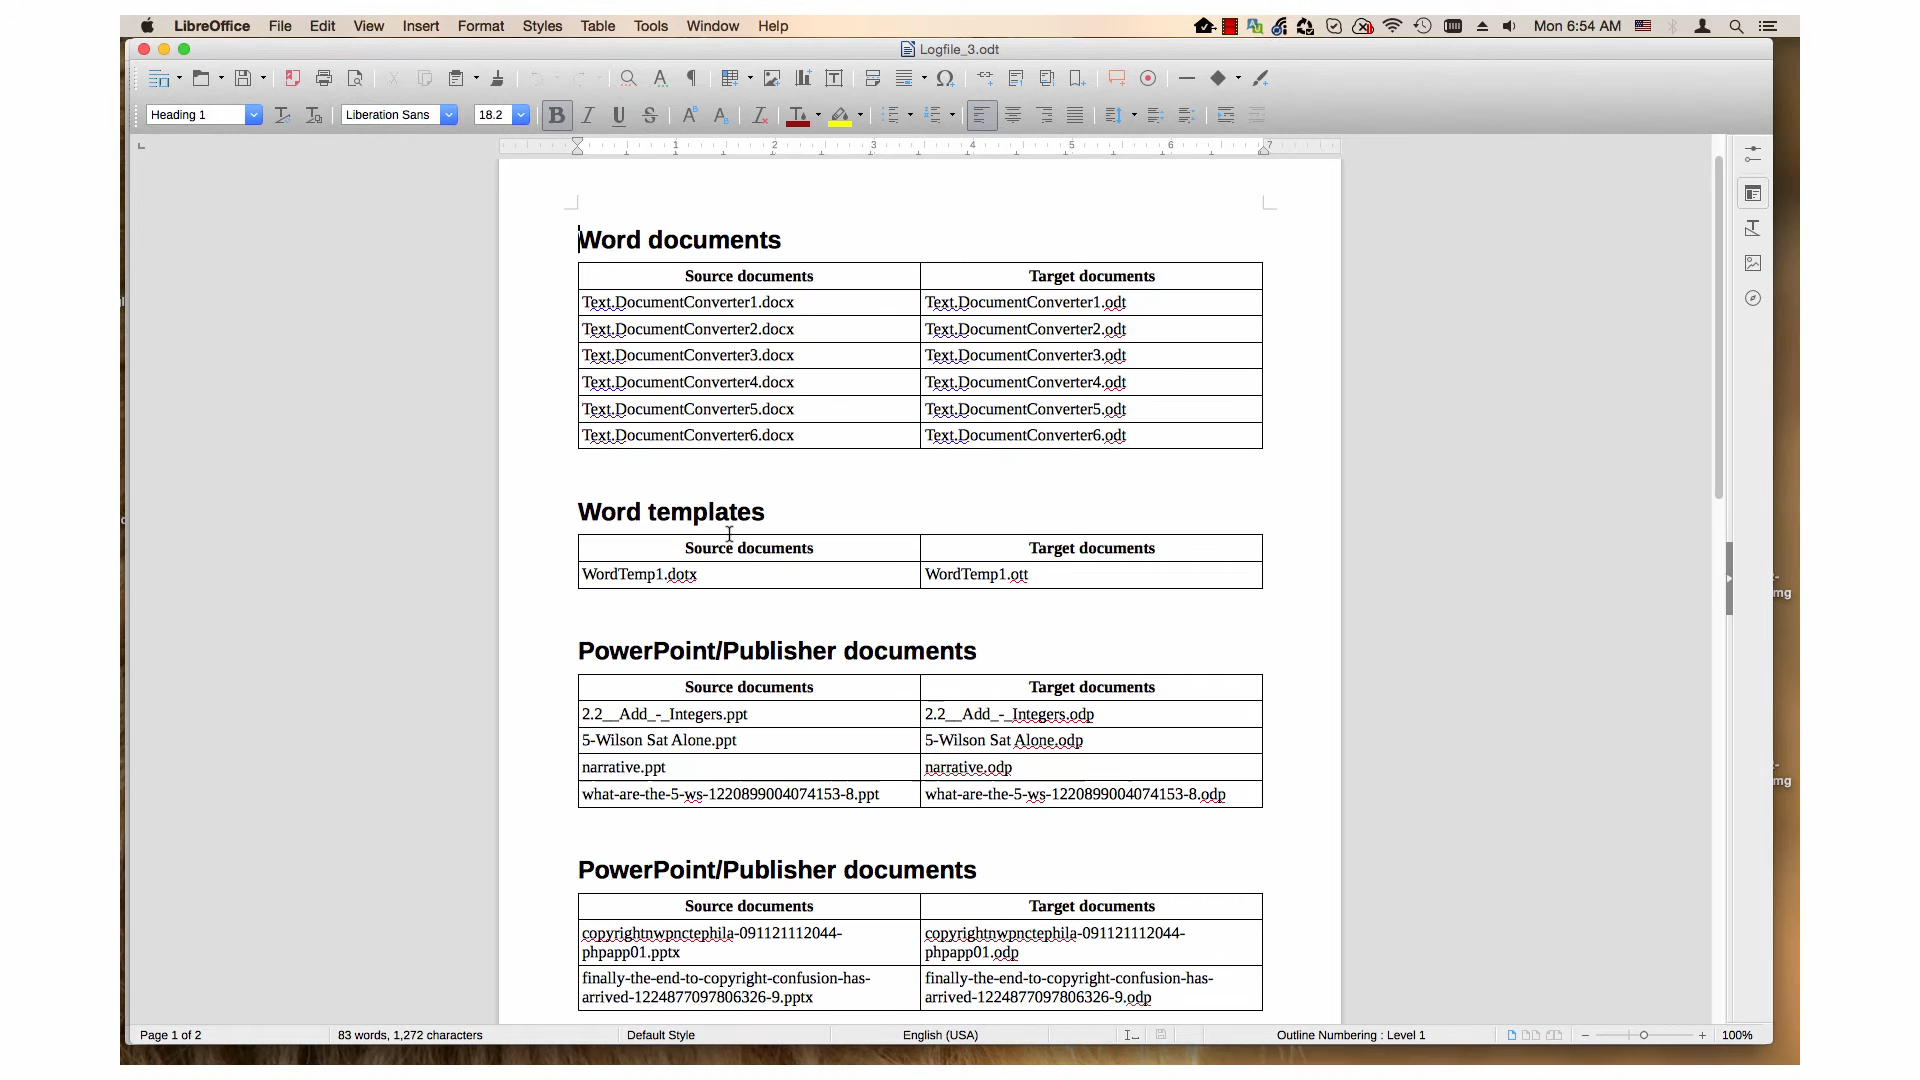 LibreOffice File Edit View Insert Format Styles Table Tools Window Help Mon 6:54 AM
Logfile_3.odt
Heading 1 Liberation Sans 18.2
1 2 3 4 5 6 7
Word documents
Source documents Target documents
Text.DocumentConverter1.docx Text.DocumentConverter1.odt
Text.DocumentConverter2.docx Text.DocumentConverter2.odt
Text.DocumentConverter3.docx Text.DocumentConverter3.odt
Text.DocumentConverter4.docx Text.DocumentConverter4.odt
Text.DocumentConverter5.docx Text.DocumentConverter5.odt
Text.DocumentConverter6.docx Text.DocumentConverter6.odt
Word templates
Source documents Target documents
WordTemp1.dotx WordTemp1.ott
PowerPoint/Publisher documents
Source documents Target documents
2.2__Add_-_Integers.ppt 2.2__Add_-_Integers.odp
5-Wilson Sat Alone.ppt 5-Wilson Sat Alone.odp
narrative.ppt narrative.odp
what-are-the-5-ws-1220899004074153-8.ppt what-are-the-5-ws-1220899004074153-8.odp
PowerPoint/Publisher documents
Source documents Target documents
copyrightnwpnctephila-091121112044- copyrightnwpnctephila-091121112044-
phpapp01.pptx phpapp01.odp
finally-the-end-to-copyright-confusion-has- finally-the-end-to-copyright-confusion-has-
arrived-1224877097806326-9.pptx arrived-1224877097806326-9.odp
Page 1 of 2 83 words, 1,272 characters Default Style English (USA) Outline Numbering : Level 1 100%